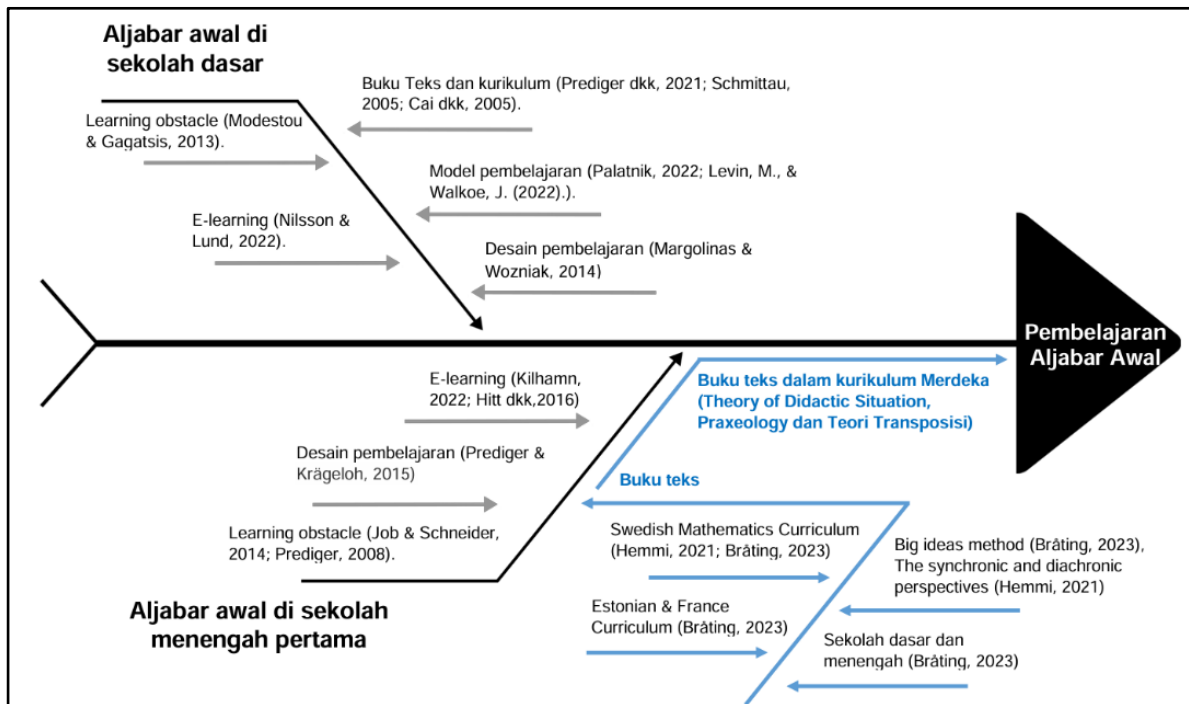 Aljabar awal di
sekolah dasar
Buku Teks dan kurikulum (Prediger dkk, 2021; Schmittau,
2005; Cai dkk, 2005).
Learning obstacle (Modestou
& Gagatsis, 2013).
Model pembelajaran (Palatnik, 2022; Levin, M., &
Walkoe, J. (2022).).
E-learning (Nilsson &
Lund, 2022).
Desain pembelajaran (Margolinas &
Wozniak, 2014)
Pembelajaran
Aljabar Awal
E-learning (Kilhamn,
2022; Hitt dkk,2016)
Buku teks dalam kurikulum Merdeka
(Theory of Didactic Situation,
Praxeology dan Teori Transposisi)
Desain pembelajaran (Prediger &
Krägeloh, 2015)
Buku teks
Learning obstacle (Job & Schneider,
2014; Prediger, 2008).
Swedish Mathematics Curriculum
(Hemmi, 2021; Bråting, 2023)
Big ideas method (Bråting, 2023),
The synchronic and diachronic
perspectives (Hemmi, 2021)
Aljabar awal di sekolah
menengah pertama
Estonian & France
Curriculum (Bråting, 2023)
Sekolah dasar dan
menengah (Bråting, 2023)